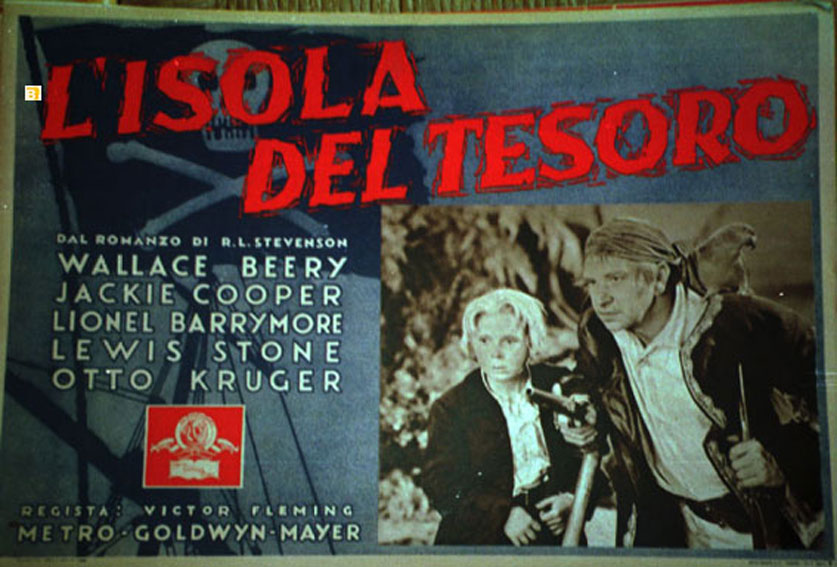 L'ISOLA
DEL TESORO
DAL ROMANZO DI R.L. STEVENSON
WALLACE BEERY
JACKIE COOPER
LIONEL BARRYMORE
LEWIS STONE
OTTO KRUGER
REGISTA: VICTOR FLEMING
METRO-GOLDWYN-MAYER